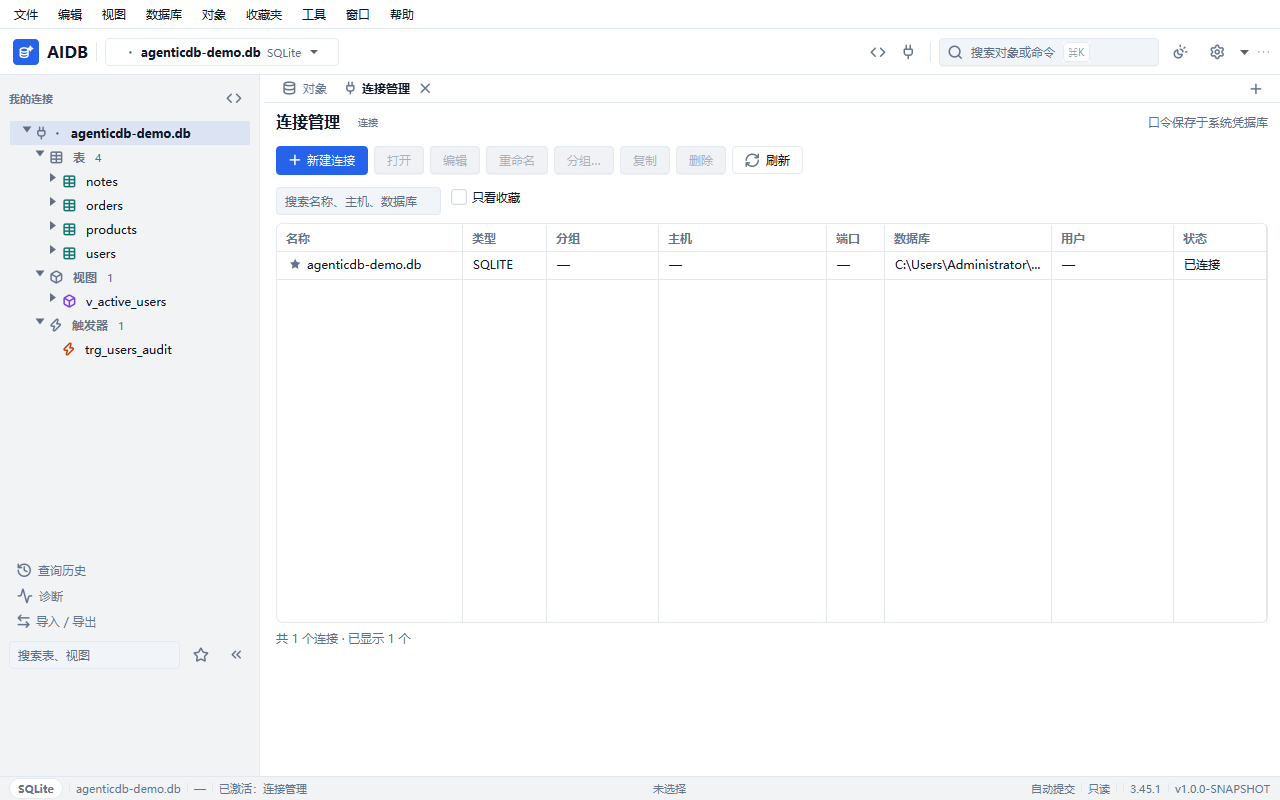 文件 编辑 视图 数据库 对象 收藏夹 工具 窗口 帮助
AIDB · agenticdb-demo.db SQLite 搜索对象或命令 ⌘K
我的连接
· agenticdb-demo.db
表 4
notes
orders
products
users
视图 1
v_active_users
触发器 1
trg_users_audit
查询历史
诊断
导入 / 导出
搜索表、视图
对象 连接管理
连接管理 连接 口令保存于系统凭据库
新建连接 打开 编辑 重命名 分组... 复制 删除 刷新
搜索名称、主机、数据库 只看收藏
名称 类型 分组 主机 端口 数据库 用户 状态
agenticdb-demo.db SQLITE — — — C:\Users\Administrator\... — 已连接
共 1 个连接 · 已显示 1 个
SQLite agenticdb-demo.db — 已激活: 连接管理 未选择 自动提交 只读 3.45.1 v1.0.0-SNAPSHOT